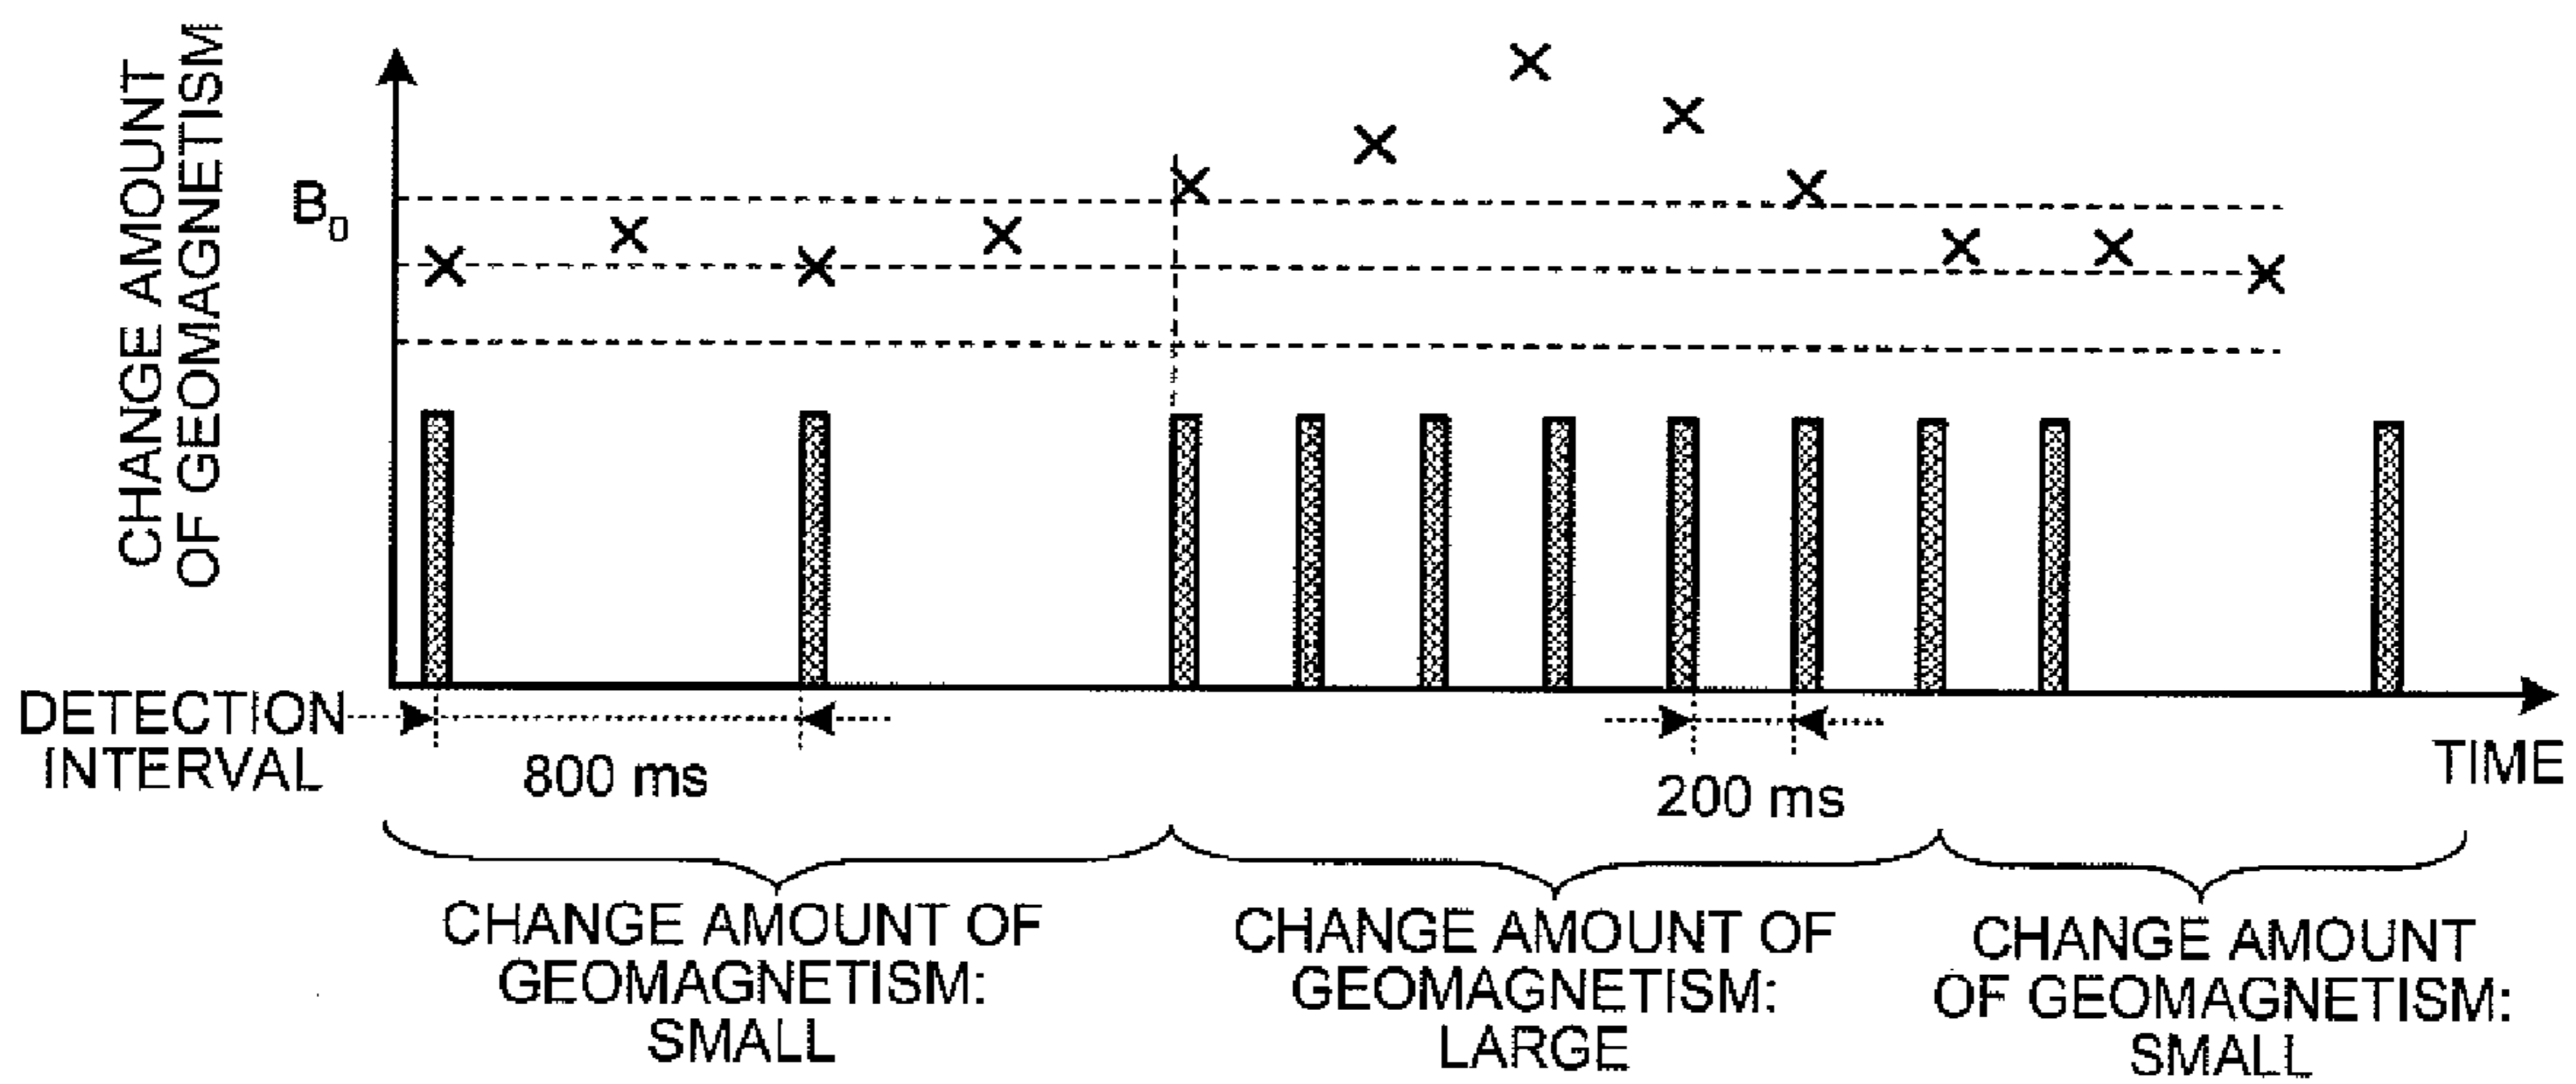 CHANGE AMOUNT
OF GEOMAGNETISM
B0
DETECTION
INTERVAL
800 ms
200 ms
TIME
CHANGE AMOUNT OF
GEOMAGNETISM:
SMALL
CHANGE AMOUNT OF
GEOMAGNETISM:
LARGE
CHANGE AMOUNT
OF GEOMAGNETISM:
SMALL